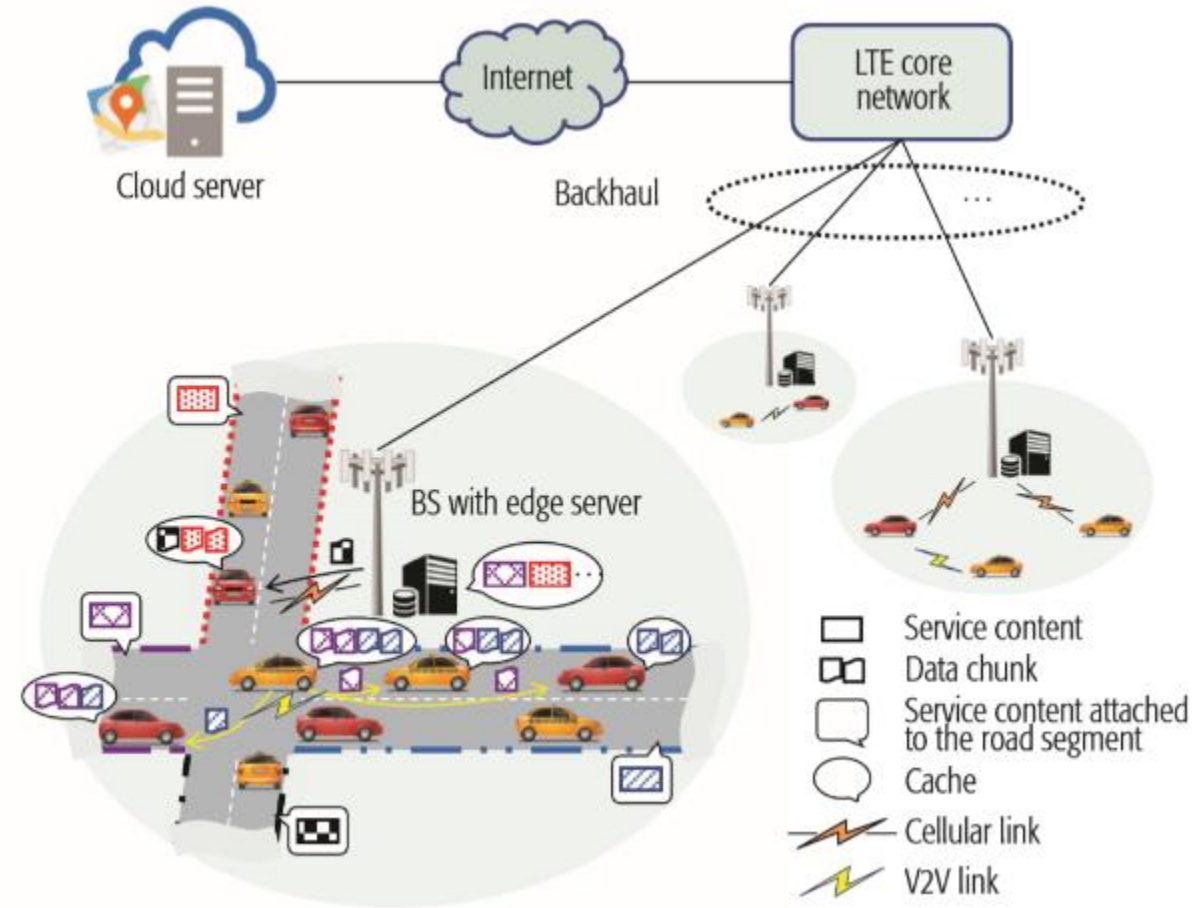 Internet
LTE core
network
Cloud server
Backhaul
...
BS with edge server
...
Service content
Data chunk
Service content attached
to the road segment
Cache
Cellular link
V2V link